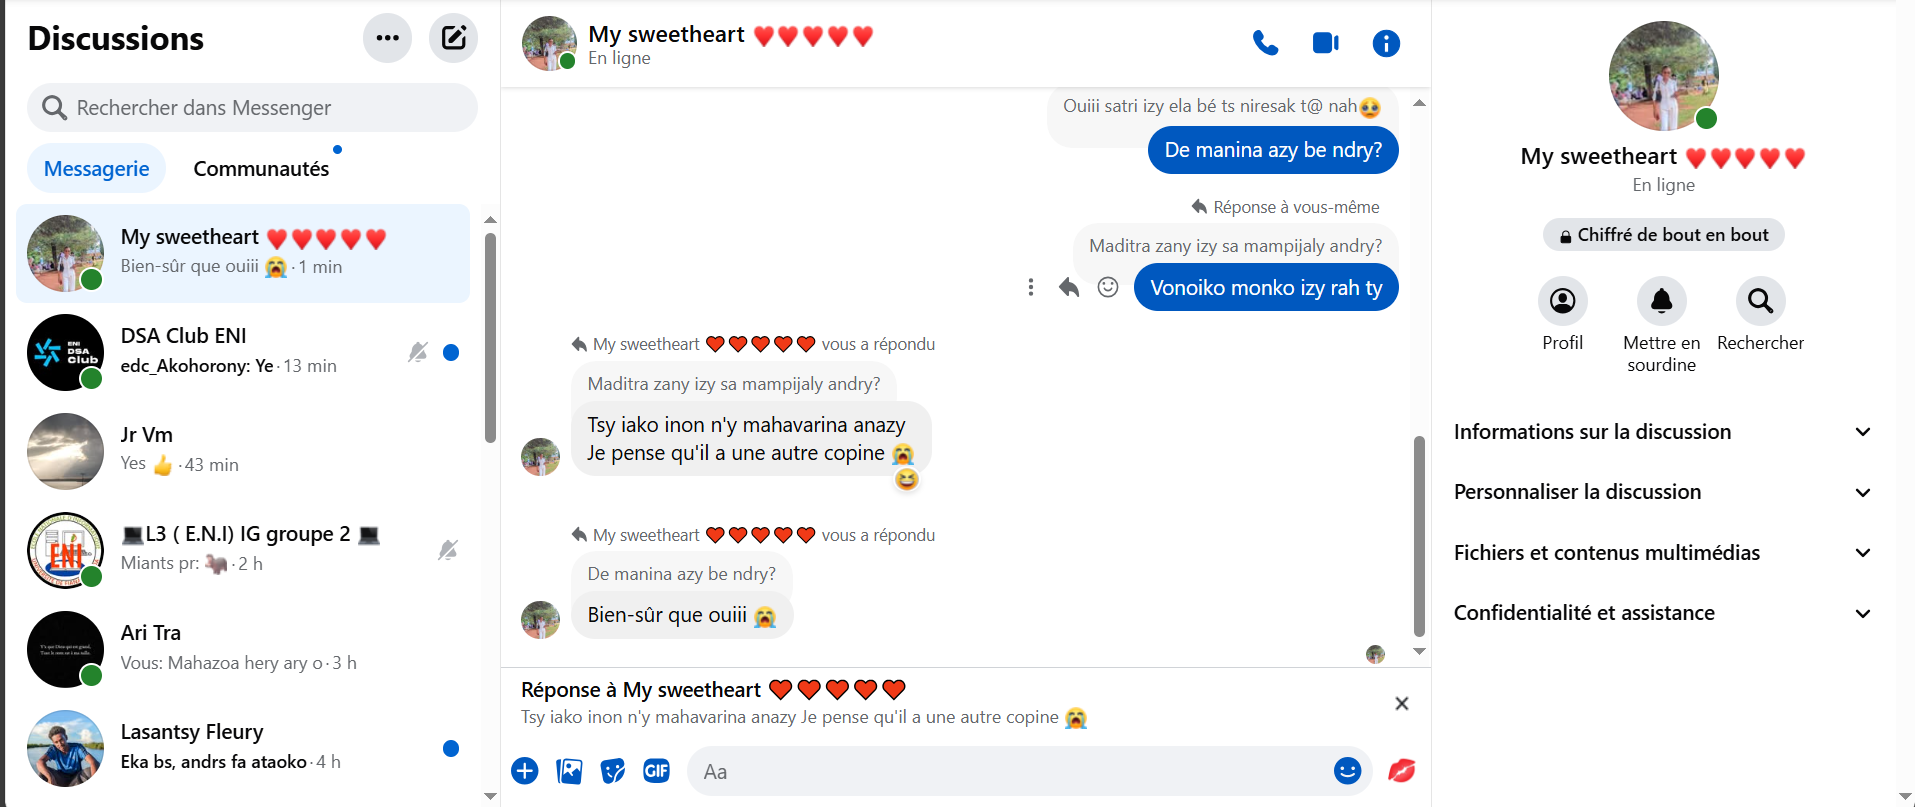 Discussions
Rechercher dans Messenger
Messagerie
Communautés
My sweetheart ❤️❤️❤️❤️❤️
Bien-sûr que ouiii 😭 · 1 min
DSA Club ENI
edc_Akohorony: Ye · 13 min
Jr Vm
Yes 👍 · 43 min
💻L3 ( E.N.I) IG groupe 2 💻
Miants pr: 🦛 · 2 h
Ari Tra
Vous: Mahazoa hery ary o · 3 h
Lasantsy Fleury
Eka bs, andrs fa ataoko · 4 h
ENI
DSA
Club
ENI
My sweetheart ❤️❤️❤️❤️❤️
En ligne
Ouiii satri izy ela bé ts niresak t@ nah🥹
De manina azy be ndry?
Réponse à vous-même
Maditra zany izy sa mampijaly andry?
Vonoiko monko izy rah ty
My sweetheart ❤️❤️❤️❤️❤️ vous a répondu
Maditra zany izy sa mampijaly andry?
Tsy iako inon n'y mahavarina anazy
Je pense qu'il a une autre copine 😭
😆
My sweetheart ❤️❤️❤️❤️❤️ vous a répondu
De manina azy be ndry?
Bien-sûr que ouiii 😭
Réponse à My sweetheart ❤️❤️❤️❤️❤️
Tsy iako inon n'y mahavarina anazy Je pense qu'il a une autre copine 😭
GIF
Aa
My sweetheart ❤️❤️❤️❤️❤️
En ligne
Chiffré de bout en bout
Profil
Mettre en
sourdine
Rechercher
Informations sur la discussion
Personnaliser la discussion
Fichiers et contenus multimédias
Confidentialité et assistance